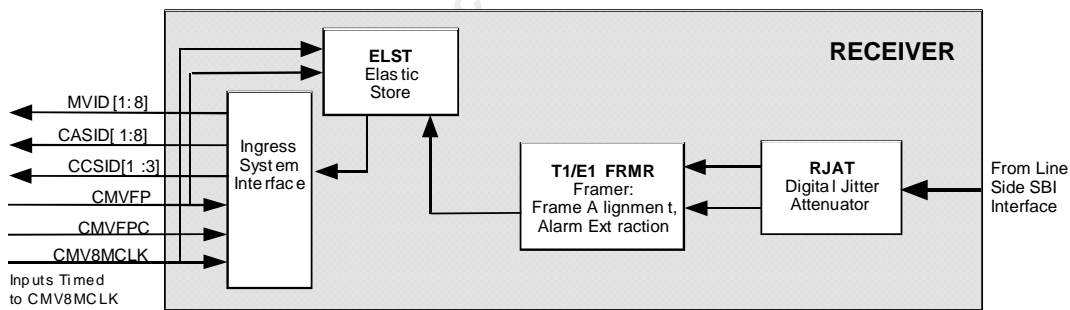 RECEIVER
ELST
Elastic
Store
MVID[1:8]
CASID[1:8]
CCSID[1:3]
CMVFP
CMVFPC
CMV8MCLK
Inputs Timed
to CMV8MCLK
Ingress
System
Interface
T1/E1 FRMR
Framer:
Frame Alignment,
Alarm Extraction
RJAT
Digital Jitter
Attenuator
From Line
Side SBI
Interface